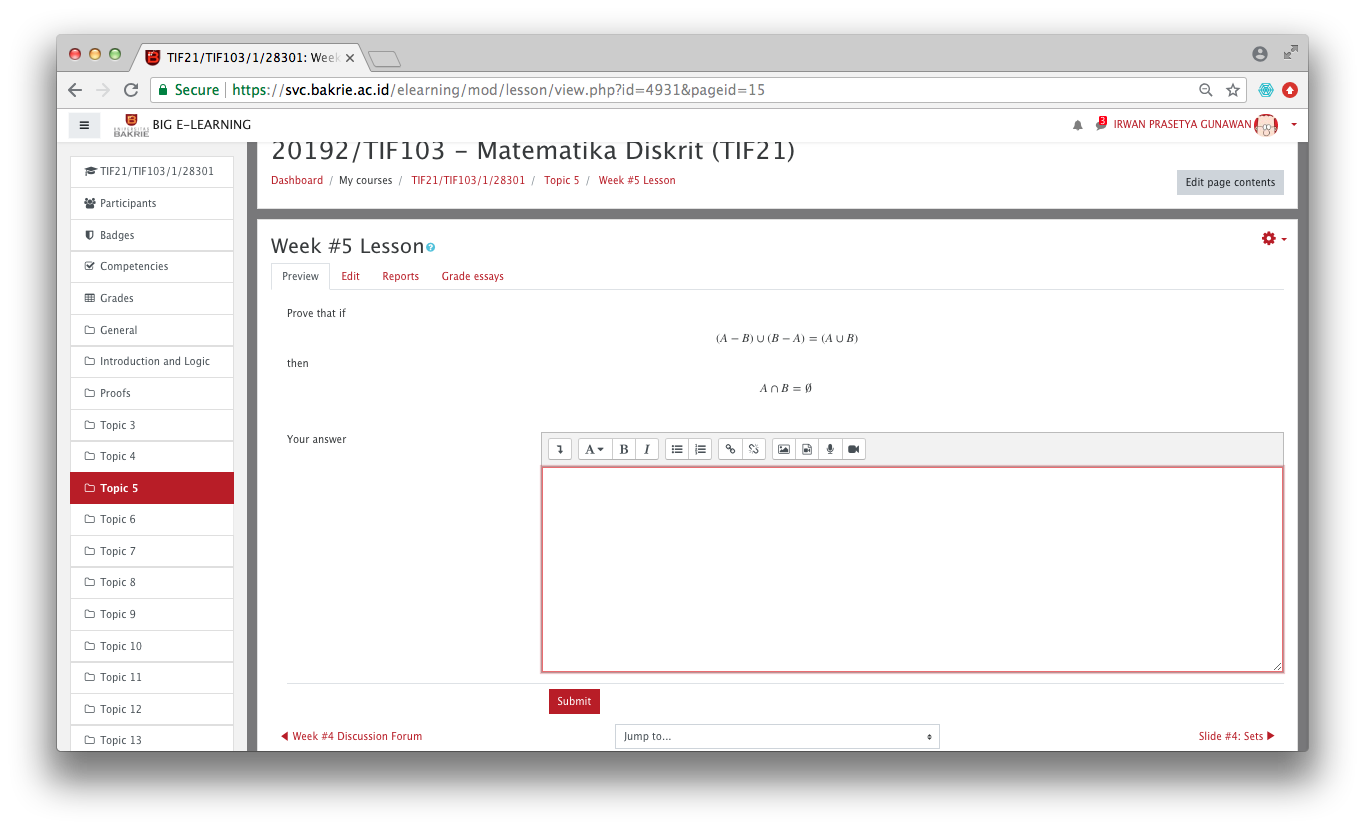 TIF21/TIF103/1/28301: Week
Secure https://svc.bakrie.ac.id/elearning/mod/lesson/view.php?id=4931&pageid=15
UNIVERSITAS
BAKRIE
BIG E-LEARNING
3
IRWAN PRASETYA GUNAWAN
20192/TIF103 – Matematika Diskrit (TIF21)
Dashboard / My courses / TIF21/TIF103/1/28301 / Topic 5 / Week #5 Lesson
Edit page contents
TIF21/TIF103/1/28301
Participants
Badges
Competencies
Grades
General
Introduction and Logic
Proofs
Topic 3
Topic 4
Topic 5
Topic 6
Topic 7
Topic 8
Topic 9
Topic 10
Topic 11
Topic 12
Topic 13
Week #5 Lesson
Preview Edit Reports Grade essays
Prove that if
(A − B) ∪ (B − A) = (A ∪ B)
then
A ∩ B = ∅
Your answer
A B I
Submit
Week #4 Discussion Forum
Jump to...
Slide #4: Sets